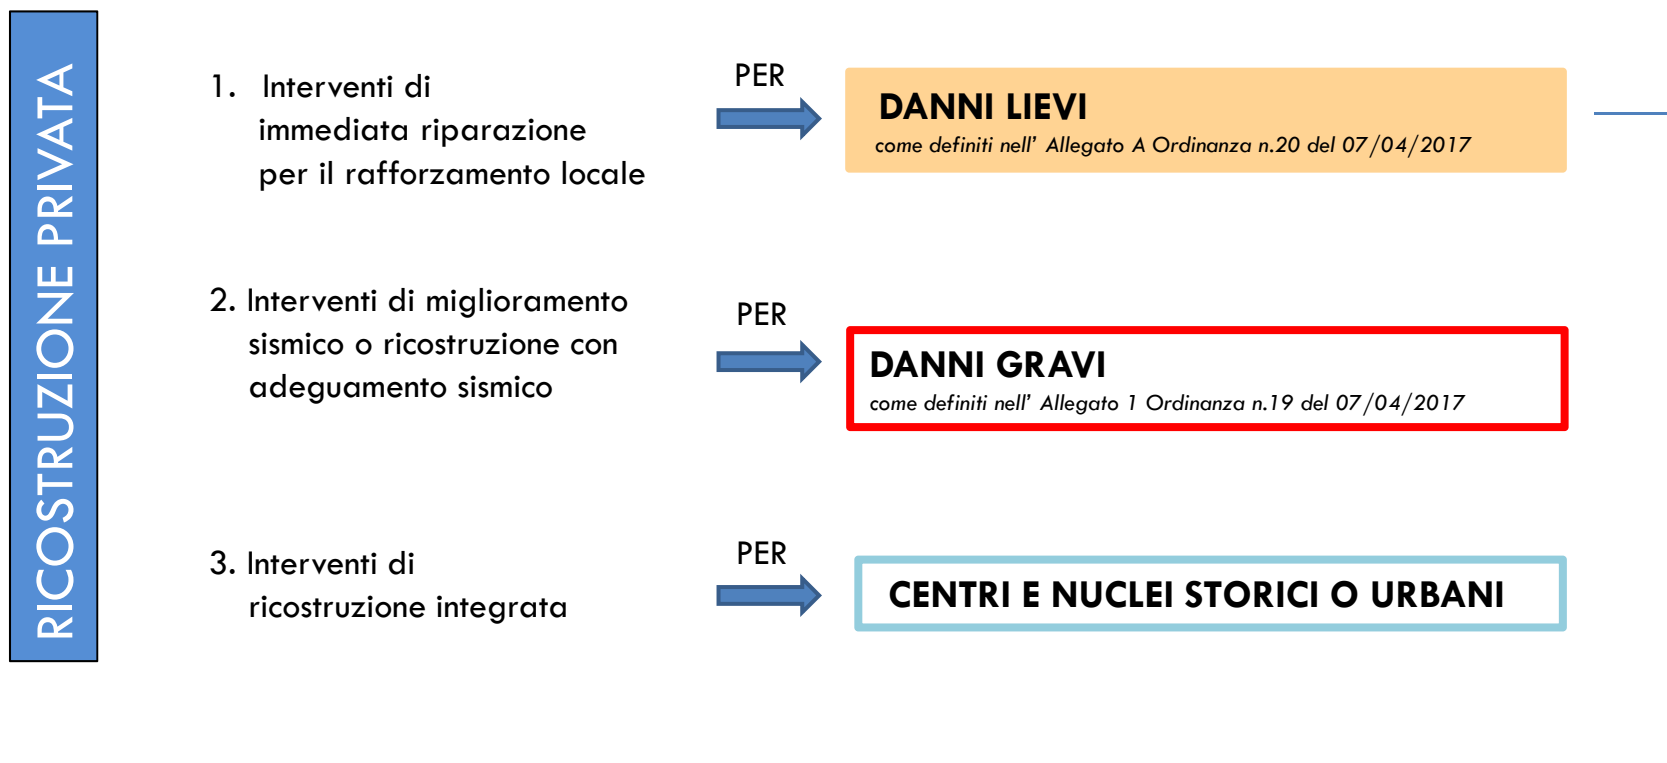 RICOSTRUZIONE PRIVATA
1. Interventi di
immediata riparazione
per il rafforzamento locale
PER
DANNI LIEVI
come definiti nell’ Allegato A Ordinanza n.20 del 07/04/2017
2. Interventi di miglioramento
sismico o ricostruzione con
adeguamento sismico
PER
DANNI GRAVI
come definiti nell’ Allegato 1 Ordinanza n.19 del 07/04/2017
3. Interventi di
ricostruzione integrata
PER
CENTRI E NUCLEI STORICI O URBANI